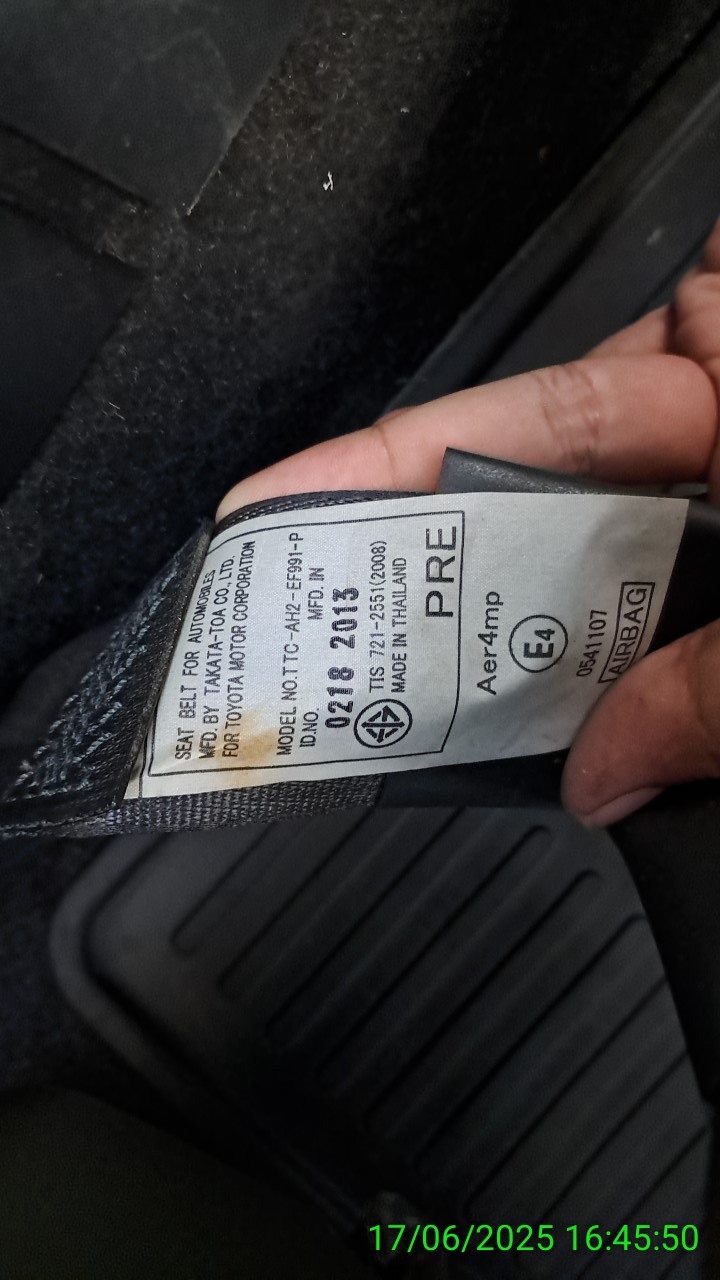 SEAT BELT FOR AUTOMOBILES
MFD. BY TAKATA-TOA CO., LTD.
FOR TOYOTA MOTOR CORPORATION
MODEL NO.TTC-AH2-EF991-P
ID.NO. MFD. IN
0218 2013
TIS 721-2551(2008)
MADE IN THAILAND
PRE
Aer4mp
E4
0541107
AIRBAG
17/06/2025 16:45:50